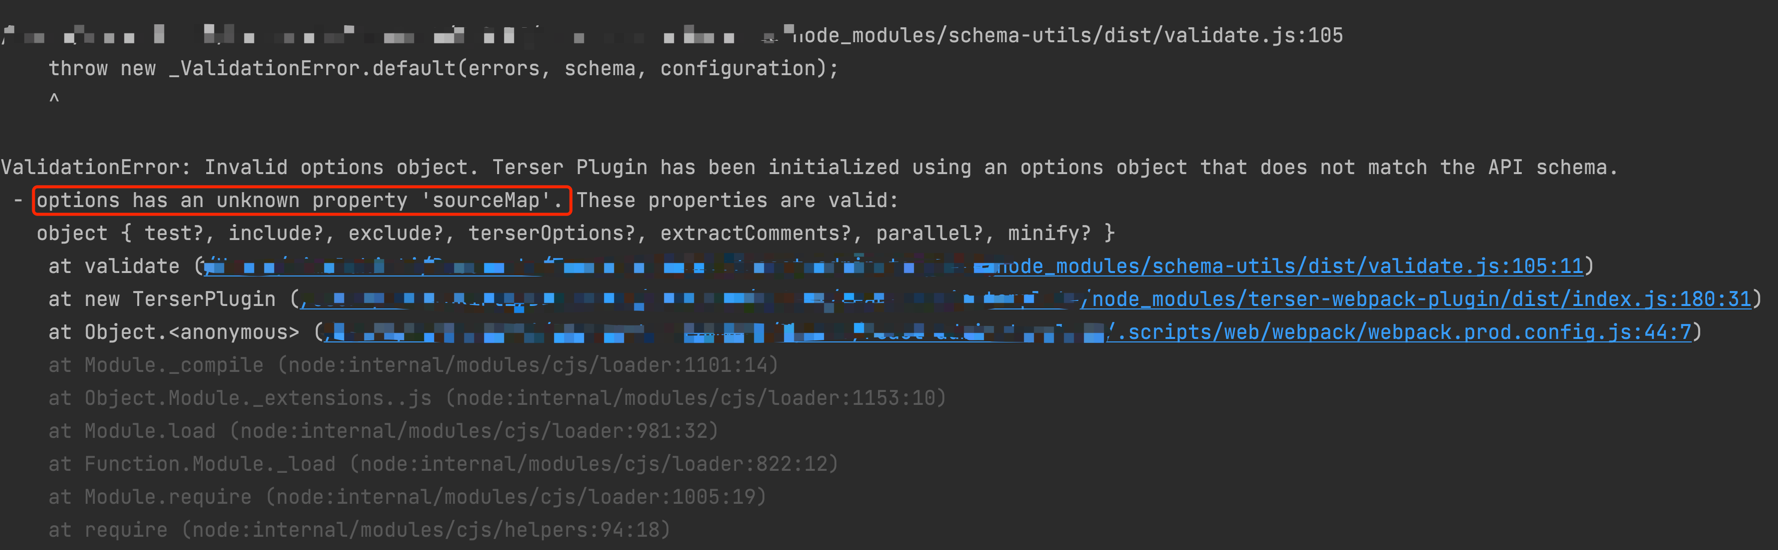 node_modules/schema-utils/dist/validate.js:105
throw new _ValidationError.default(errors, schema, configuration);
^
ValidationError: Invalid options object. Terser Plugin has been initialized using an options object that does not match the API schema.
- options has an unknown property 'sourceMap'. These properties are valid:
object { test?, include?, exclude?, terserOptions?, extractComments?, parallel?, minify? }
at validate (node_modules/schema-utils/dist/validate.js:105:11)
at new TerserPlugin (/node_modules/terser-webpack-plugin/dist/index.js:180:31)
at Object.<anonymous> (/.scripts/web/webpack/webpack.prod.config.js:44:7)
at Module._compile (node:internal/modules/cjs/loader:1101:14)
at Object.Module._extensions..js (node:internal/modules/cjs/loader:1153:10)
at Module.load (node:internal/modules/cjs/loader:981:32)
at Function.Module._load (node:internal/modules/cjs/loader:822:12)
at Module.require (node:internal/modules/cjs/loader:1005:19)
at require (node:internal/modules/cjs/helpers:94:18)